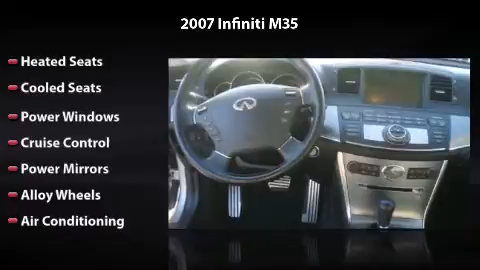 2007 Infiniti M35
Heated Seats
Cooled Seats
Power Windows
Cruise Control
Power Mirrors
Alloy Wheels
Air Conditioning